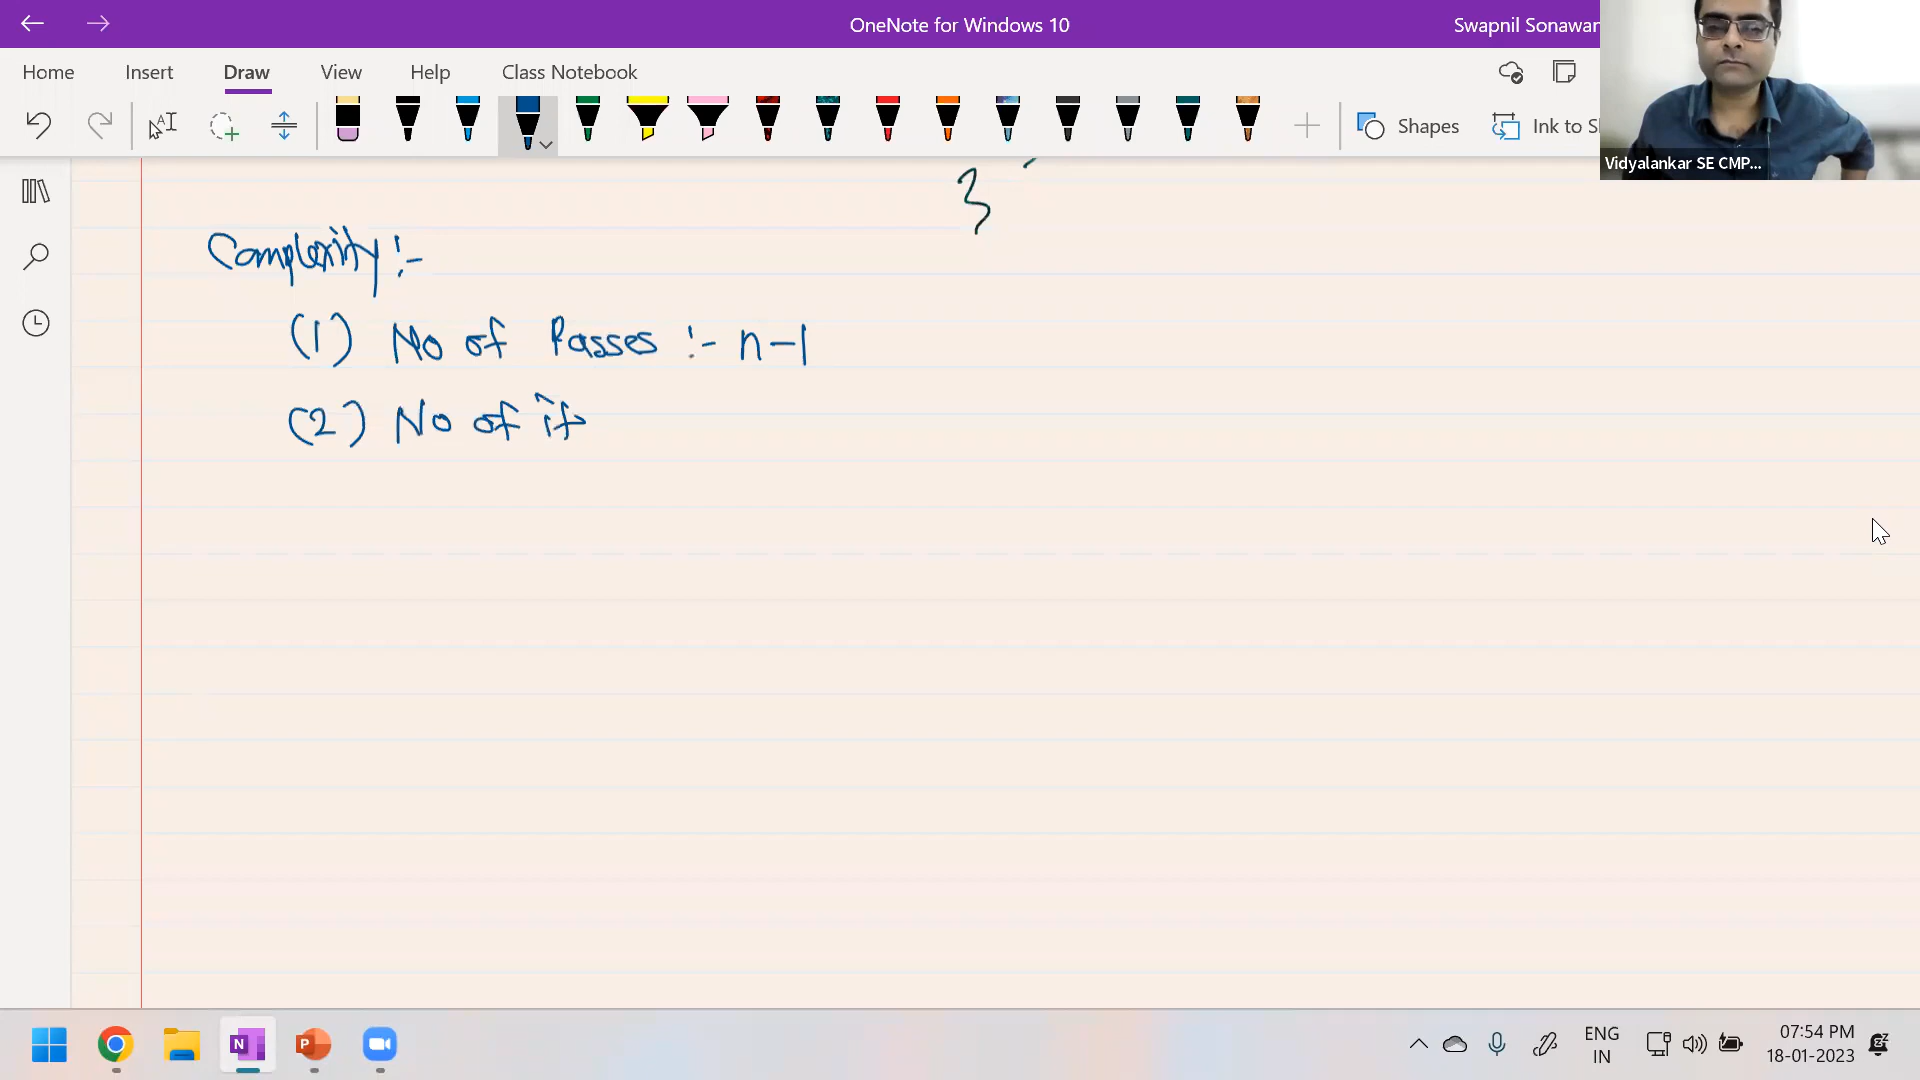 OneNote for Windows 10
Swapnil Sonawan
Home Insert Draw View Help Class Notebook
Shapes Ink to S
Vidyalankar SE CMP...
}
Complexity :-
(1) No of Passes :- n-1
(2) No of if
ENG
IN
07:54 PM
18-01-2023